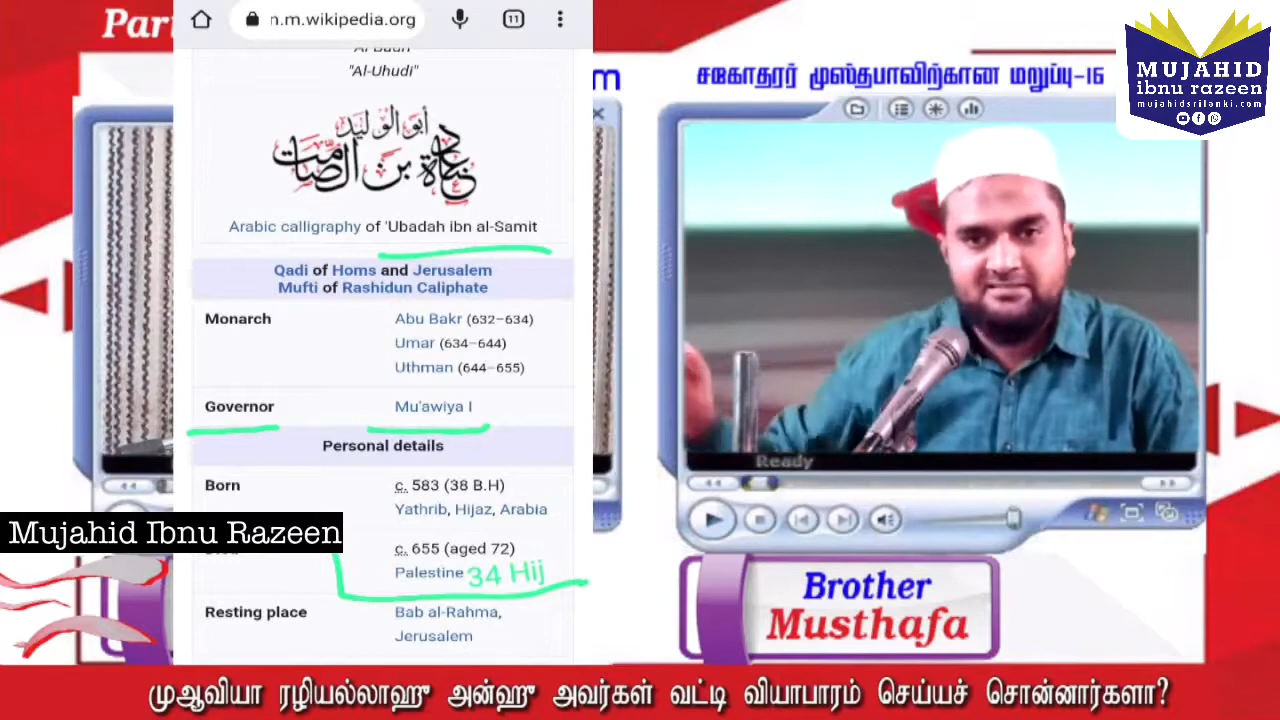 Part
n.m.wikipedia.org
11
"Al-Uhudi"
أبو الوليد
عبادة بن الصامت
Arabic calligraphy of 'Ubadah ibn al-Samit
Qadi of Homs and Jerusalem
Mufti of Rashidun Caliphate
Monarch
Abu Bakr (632–634)
Umar (634–644)
Uthman (644–655)
Governor
Mu'awiya I
Personal details
Born
c. 583 (38 B.H)
Yathrib, Hijaz, Arabia
c. 655 (aged 72)
Palestine 34 Hij
Resting place
Bab al-Rahma,
Jerusalem
Mujahid Ibnu Razeen
சகோதரர் முஸ்தபாவிற்கான மறுப்பு-16
MUJAHID
ibnu razeen
mujahidsrilanki.com
Ready
Brother
Musthafa
முஆவியா ரழியல்லாஹு அன்ஹு அவர்கள் வட்டி வியாபாரம் செய்யச் சொன்னார்களா?